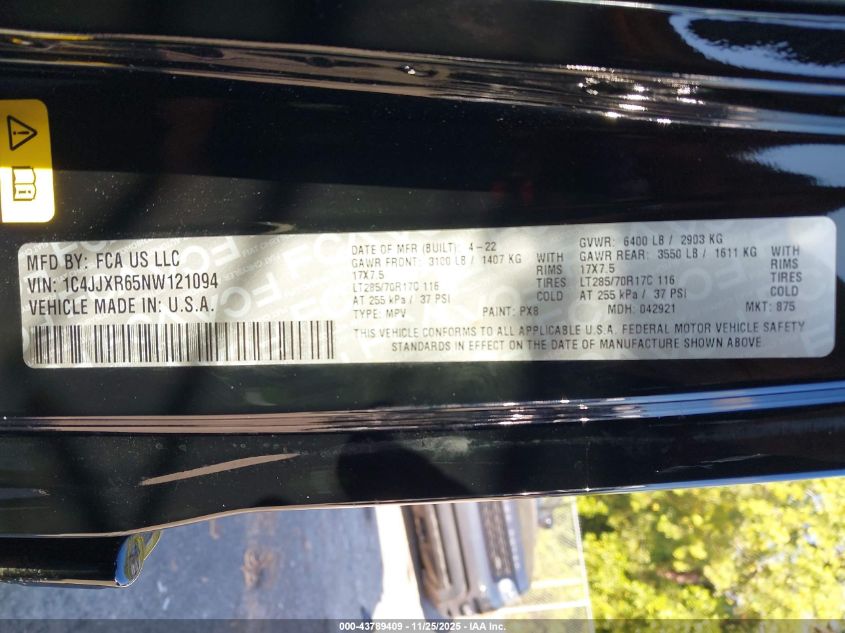 MFD BY: FCA US LLC
VIN: 1C4JJXR65NW121094
VEHICLE MADE IN U.S.A.
DATE OF MFR (BUILT): 4-22
GAWR FRONT: 3100 LB / 1407 KG WITH
17X7.5 RIMS
LT285/70R17C 116 TIRES
AT 255 kPa / 37 PSI COLD
TYPE: MPV PAINT: PX8
GVWR: 6400 LB / 2903 KG
GAWR REAR: 3550 LB / 1611 KG WITH
17X7.5 RIMS
LT285/70R17C 116 TIRES
AT 255 kPa / 37 PSI COLD
MDH: 042921 MKT: 875
THIS VEHICLE CONFORMS TO ALL APPLICABLE U.S.A. FEDERAL MOTOR VEHICLE SAFETY
STANDARDS IN EFFECT ON THE DATE OF MANUFACTURE SHOWN ABOVE
000-43789409 - 11/25/2025 - IAA Inc.